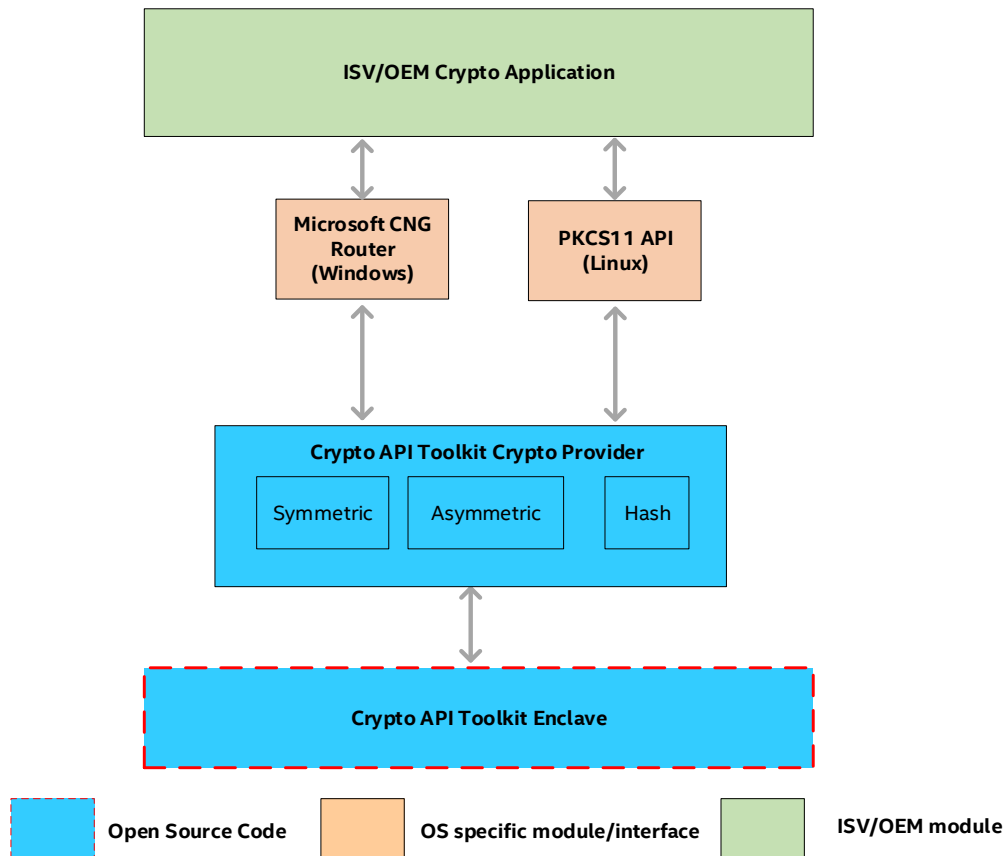 ISV/OEM Crypto Application
Microsoft CNG
Router
(Windows)
PKCS11 API
(Linux)
Crypto API Toolkit Crypto Provider
Symmetric
Asymmetric
Hash
Crypto API Toolkit Enclave
Open Source Code
OS specific module/interface
ISV/OEM module